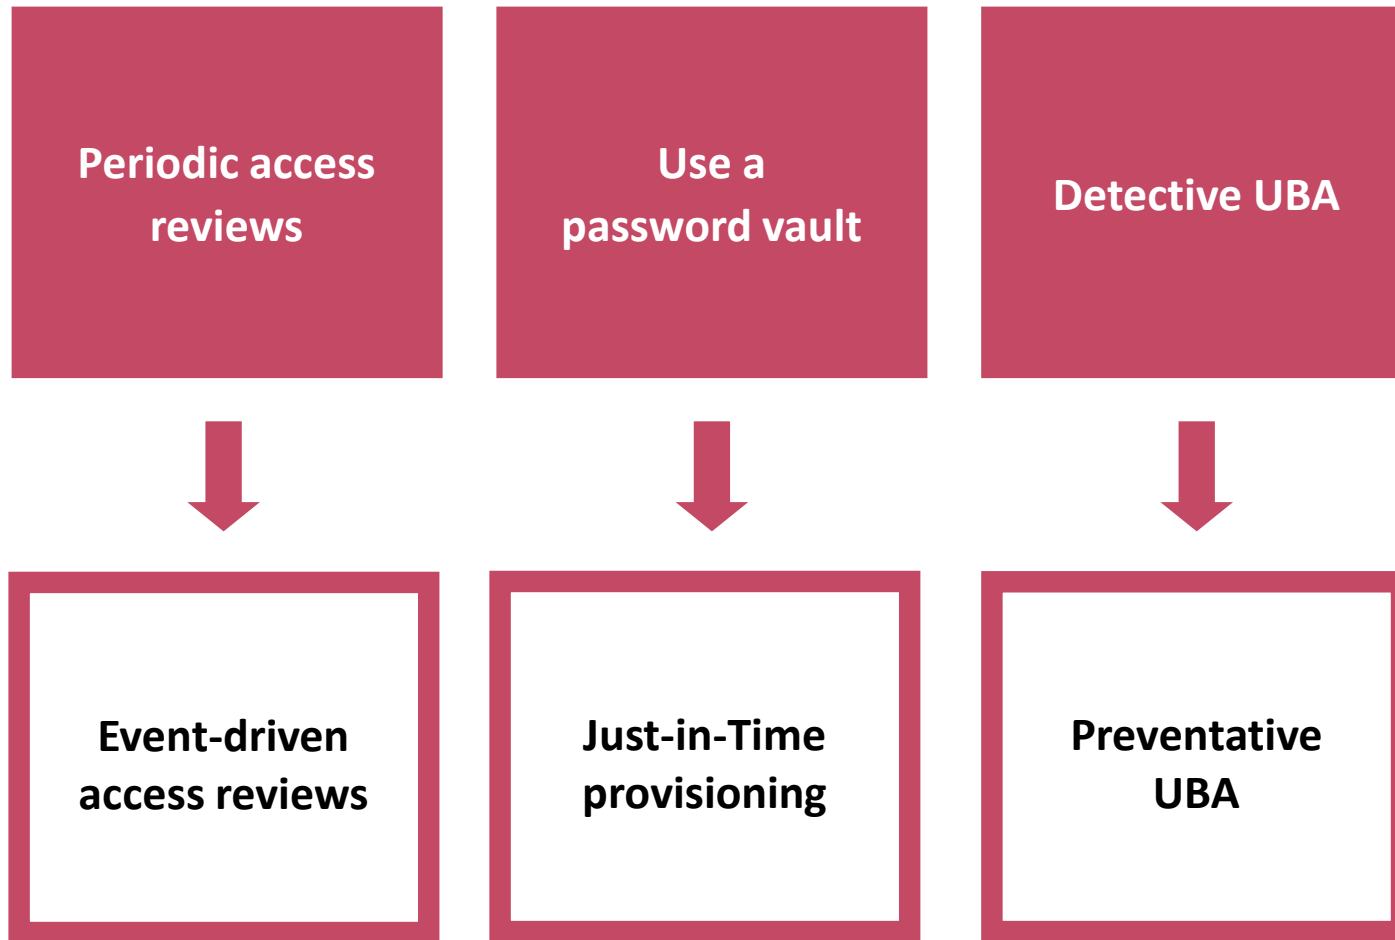 Periodic access
reviews
Use a
password vault
Detective UBA
Event-driven
access reviews
Just-in-Time
provisioning
Preventative
UBA